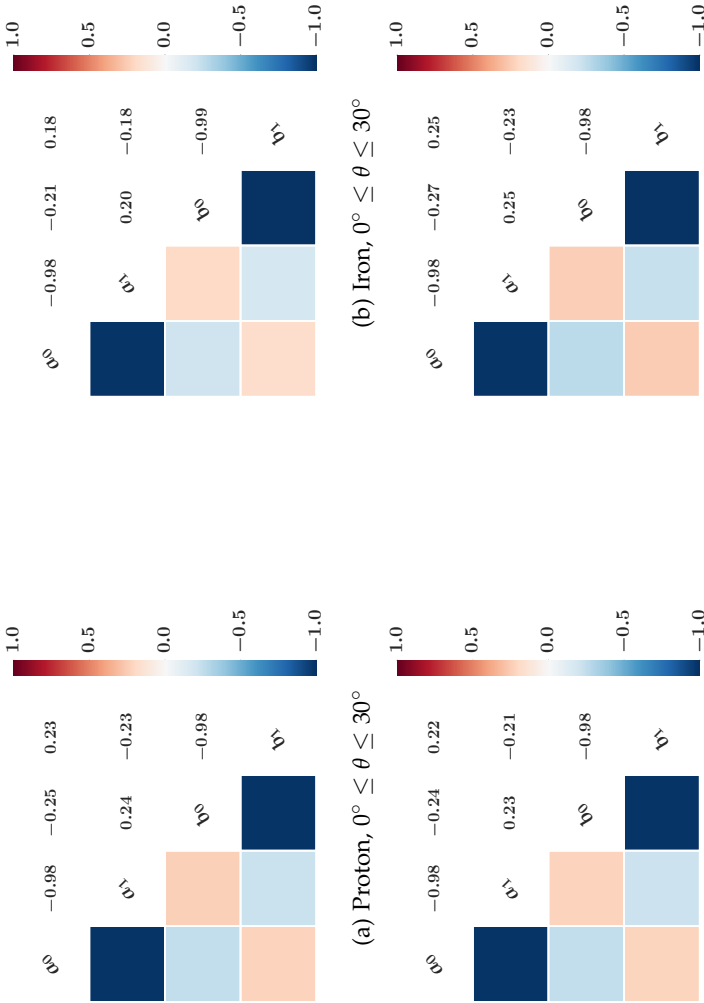 a₀ −0.98 −0.25 0.23
a₁ 0.24 −0.23
b₀ −0.98
b₁
1.0
0.5
0.0
−0.5
−1.0
(a) Proton, 0° ≤ θ ≤ 30°
a₀ −0.98 −0.21 0.18
a₁ 0.20 −0.18
b₀ −0.99
b₁
1.0
0.5
0.0
−0.5
−1.0
(b) Iron, 0° ≤ θ ≤ 30°
a₀ −0.98 −0.24 0.22
a₁ 0.23 −0.21
b₀ −0.98
b₁
1.0
0.5
0.0
−0.5
−1.0
a₀ −0.98 −0.27 0.25
a₁ 0.25 −0.23
b₀ −0.98
b₁
1.0
0.5
0.0
−0.5
−1.0